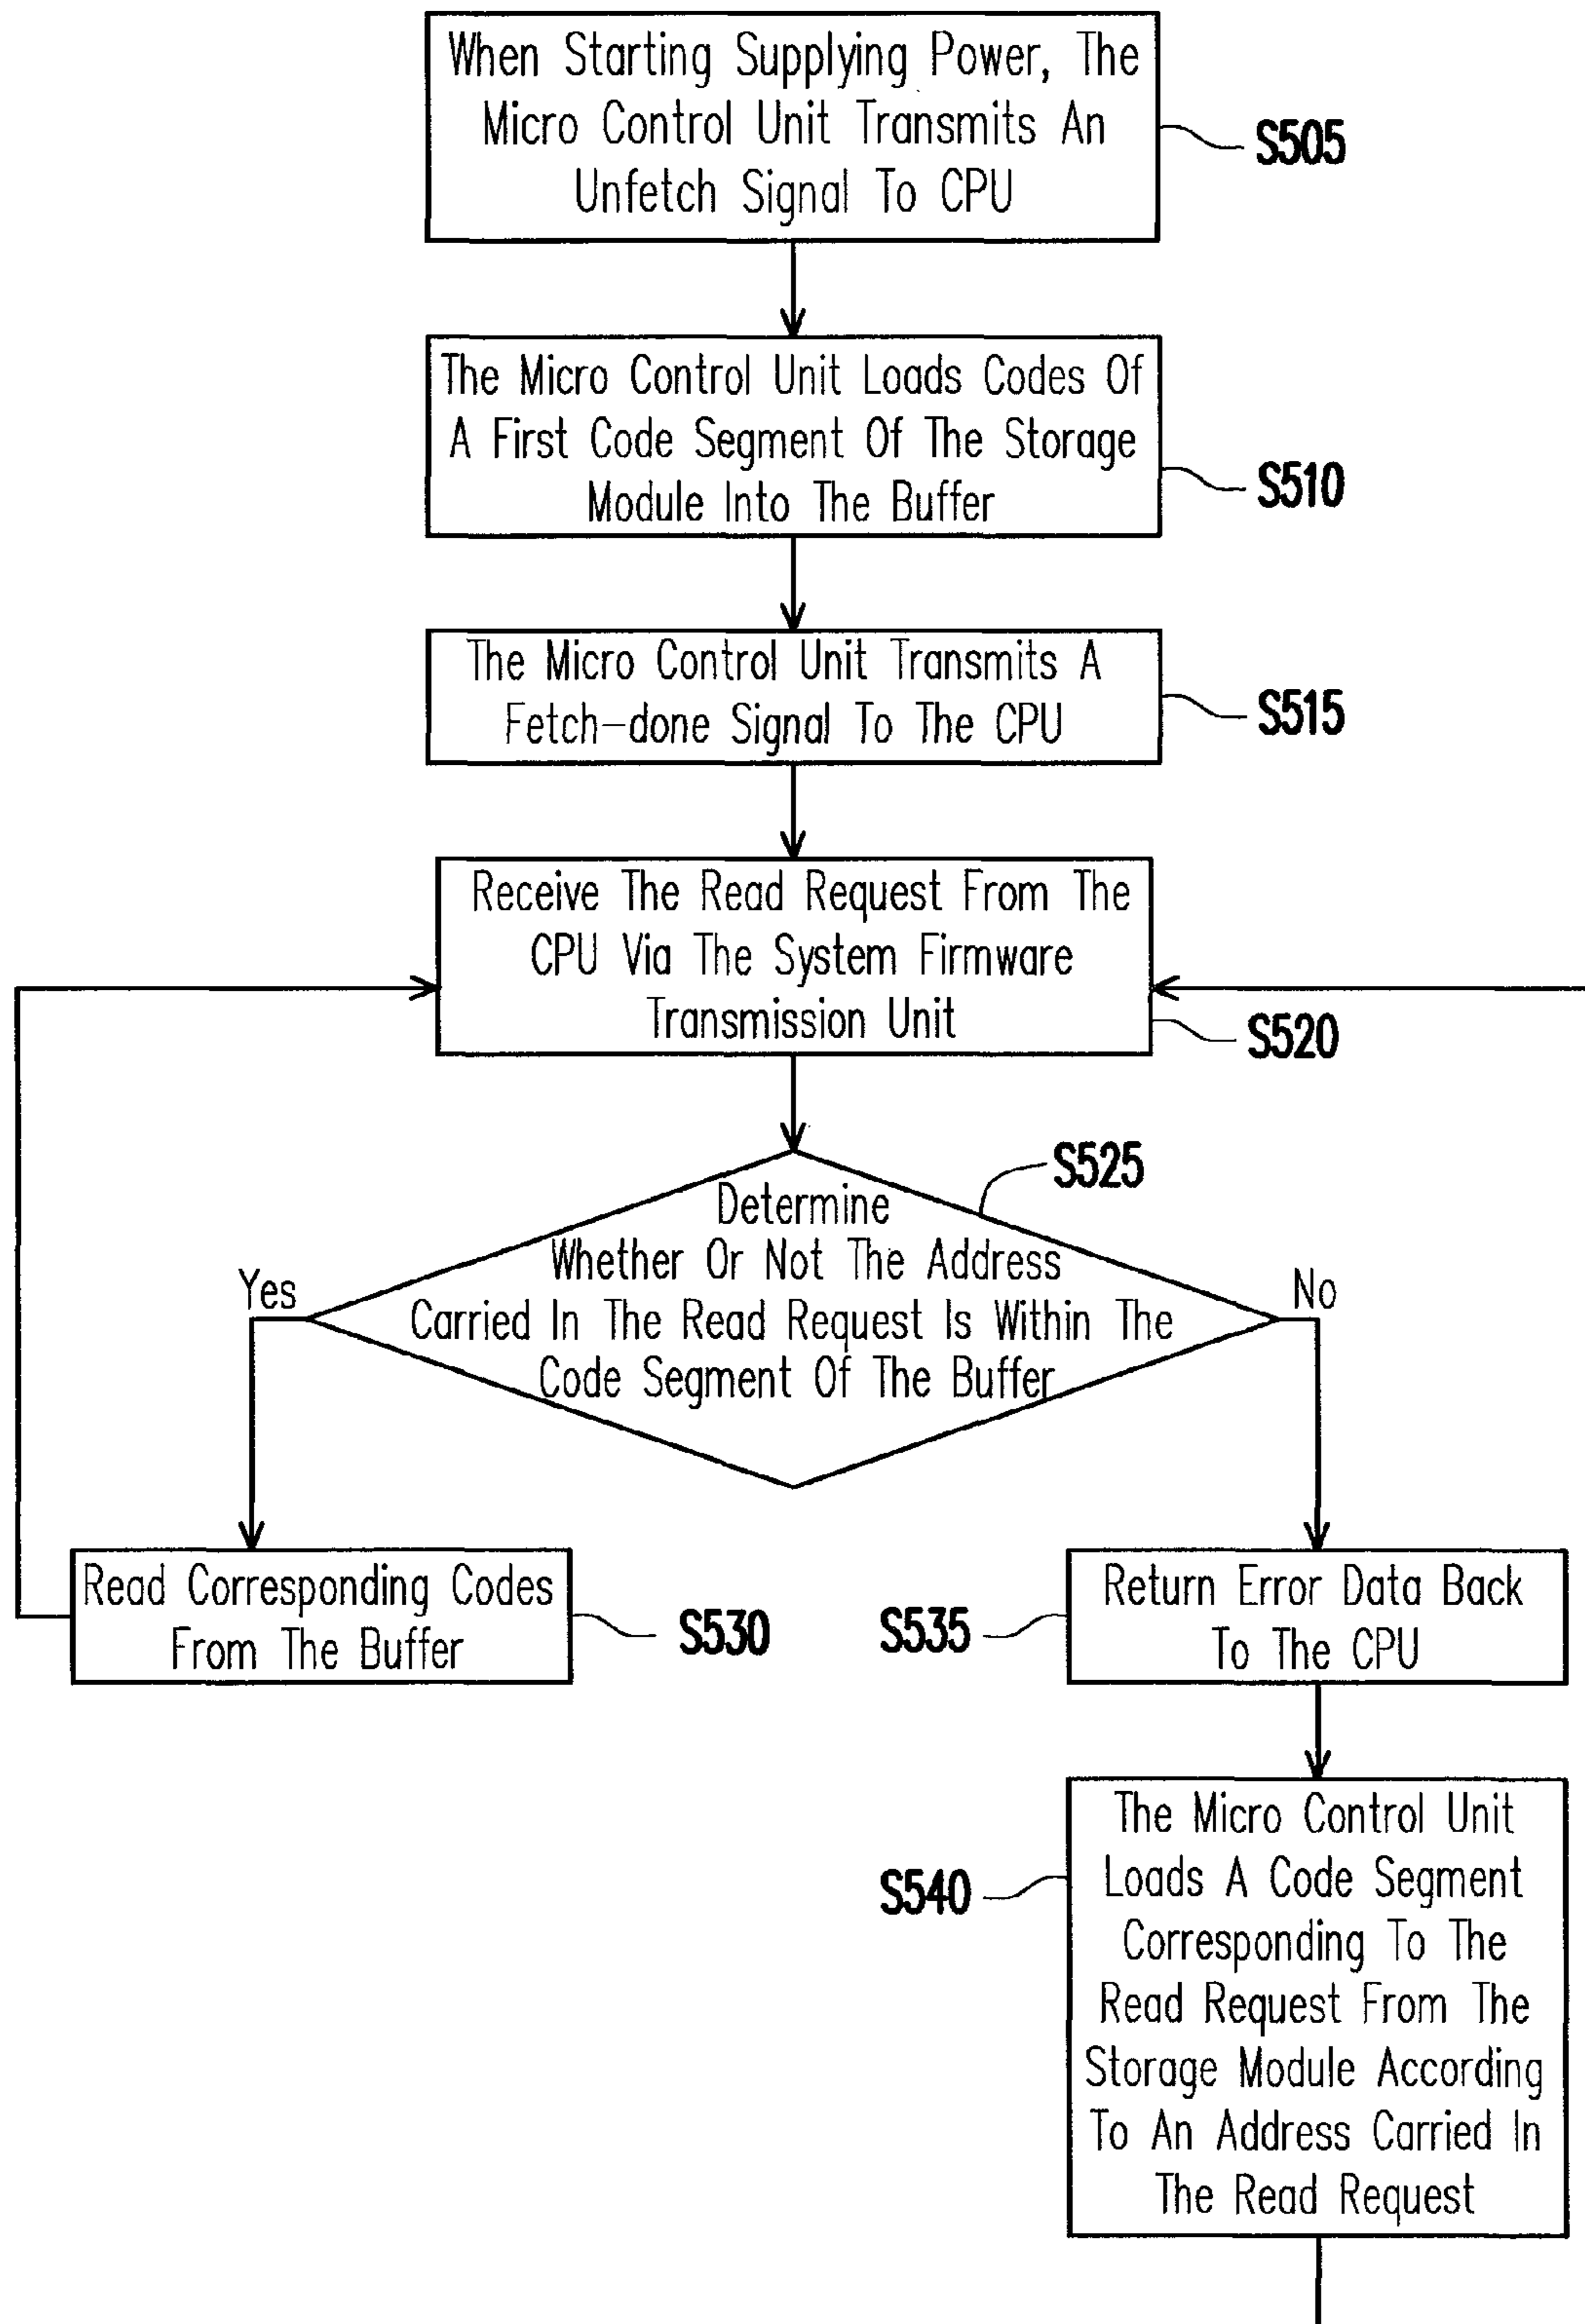 When Starting Supplying Power, The
Micro Control Unit Transmits An
Unfetch Signal To CPU
S505
The Micro Control Unit Loads Codes Of
A First Code Segment Of The Storage
Module Into The Buffer
S510
The Micro Control Unit Transmits A
Fetch-done Signal To The CPU
S515
Receive The Read Request From The
CPU Via The System Firmware
Transmission Unit
S520
S525
Determine
Whether Or Not The Address
Carried In The Read Request Is Within The
Code Segment Of The Buffer
Yes
No
Read Corresponding Codes
From The Buffer
S530
S535
Return Error Data Back
To The CPU
S540
The Micro Control Unit
Loads A Code Segment
Corresponding To The
Read Request From The
Storage Module According
To An Address Carried In
The Read Request